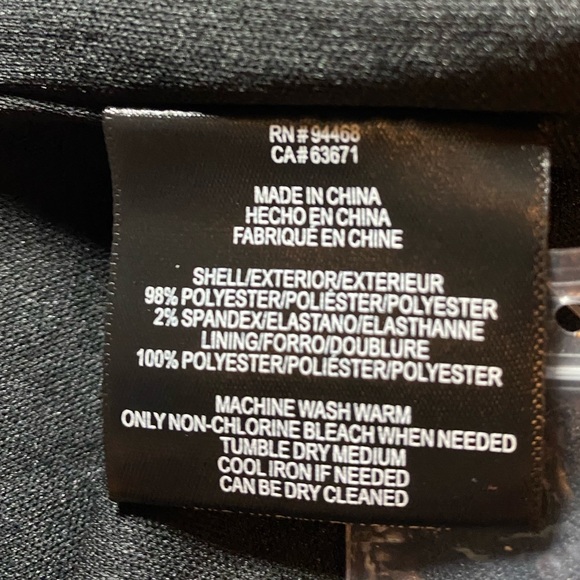 RN# 94468
CA# 63671
MADE IN CHINA
HECHO EN CHINA
FABRIQUÉ EN CHINE
SHELL/EXTERIOR/EXTERIEUR
98% POLYESTER/POLIÉSTER/POLYESTER
2% SPANDEX/ELASTANO/ELASTHANNE
LINING/FORRO/DOUBLURE
100% POLYESTER/POLIÉSTER/POLYESTER
MACHINE WASH WARM
ONLY NON-CHLORINE BLEACH WHEN NEEDED
TUMBLE DRY MEDIUM
COOL IRON IF NEEDED
CAN BE DRY CLEANED